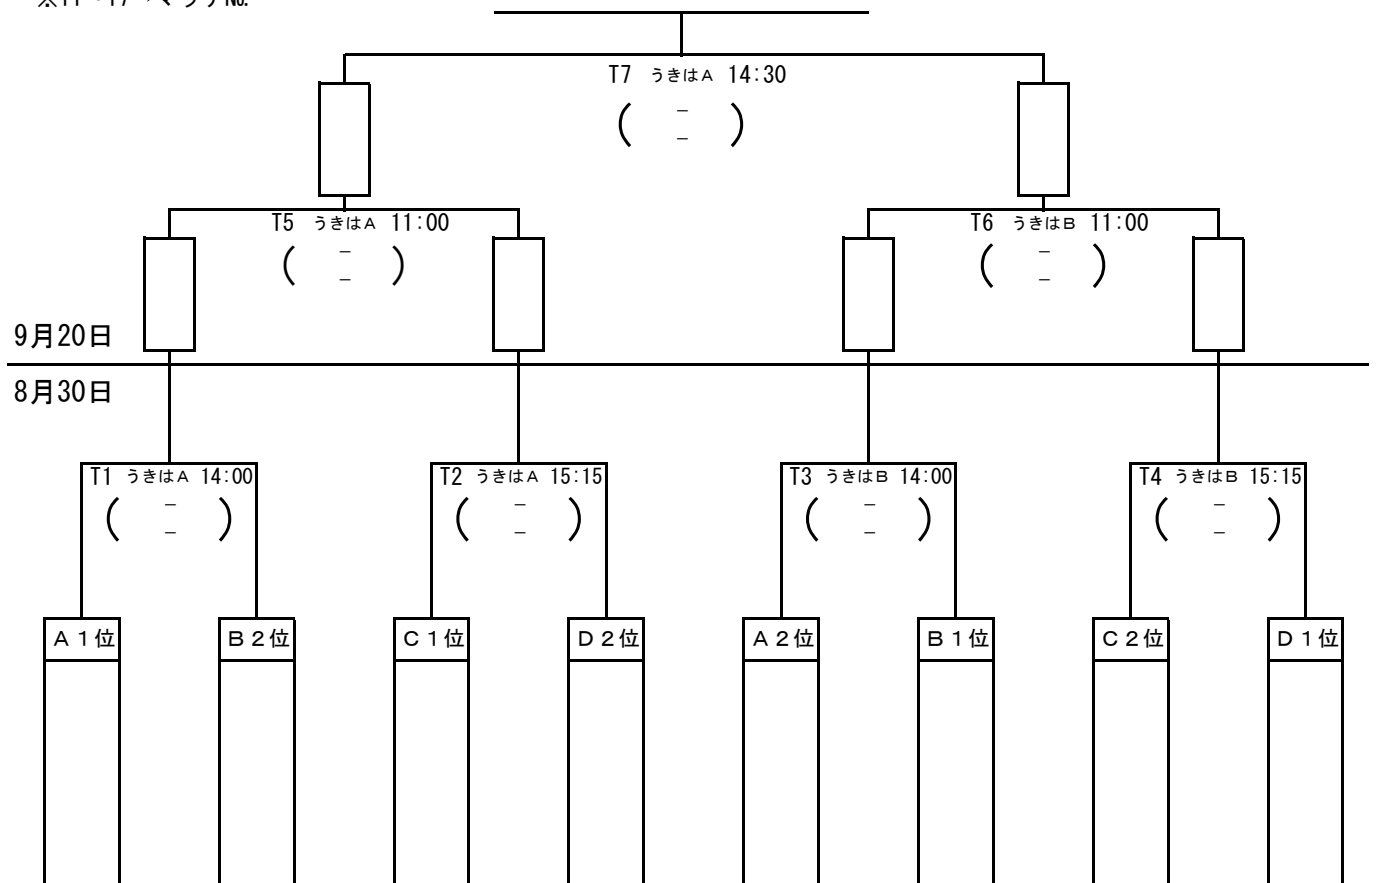 T7 うきはA 14:30
( - )
-
T5 うきはA 11:00
( - )
-
T6 うきはB 11:00
( - )
-
9月20日
8月30日
T1 うきはA 14:00
( - )
-
T2 うきはA 15:15
( - )
-
T3 うきはB 14:00
( - )
-
T4 うきはB 15:15
( - )
-
A1位 B2位 C1位 D2位 A2位 B1位 C2位 D1位